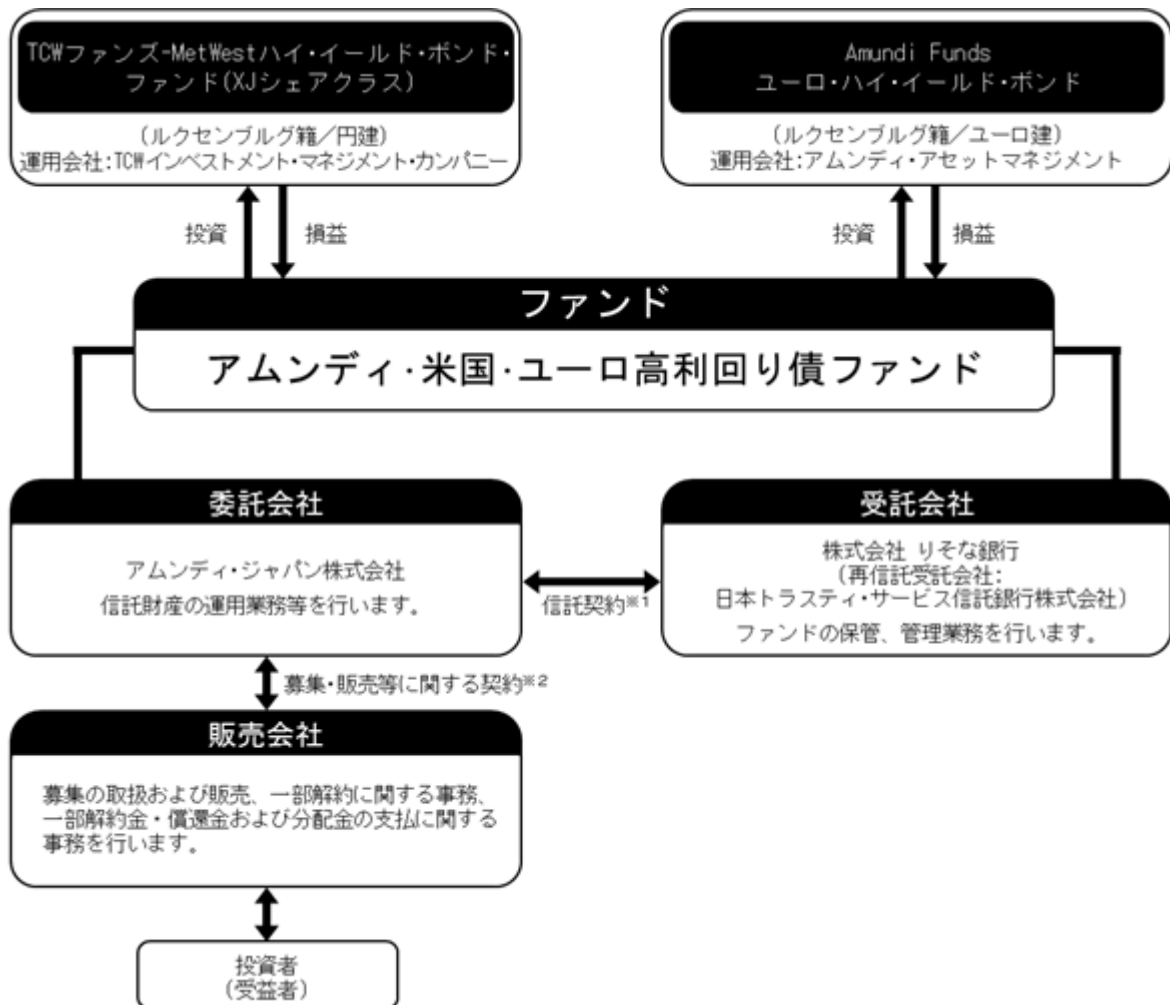 TCWファンズ-MetWestハイ・イールド・ボンド・
ファンド(XJシェアクラス)
(ルクセンブルグ籍／円建)
運用会社:TCWインベストメント・マネジメント・カンパニー
Amundi Funds
ユーロ・ハイ・イールド・ボンド
(ルクセンブルグ籍／ユーロ建)
運用会社:アムンディ・アセットマネジメント
投資
損益
投資
損益
ファンド
アムンディ・米国・ユーロ高利回り債ファンド
委託会社
アムンディ・ジャパン株式会社
信託財産の運用業務等を行います。
信託契約※1
受託会社
株式会社 りそな銀行
(再信託受託会社:
日本トラスティ・サービス信託銀行株式会社)
ファンドの保管、管理業務を行います。
募集・販売等に関する契約※2
販売会社
募集の取扱および販売、一部解約に関する事務、
一部解約金・償還金および分配金の支払に関する
事務を行います。
投資者
(受益者)